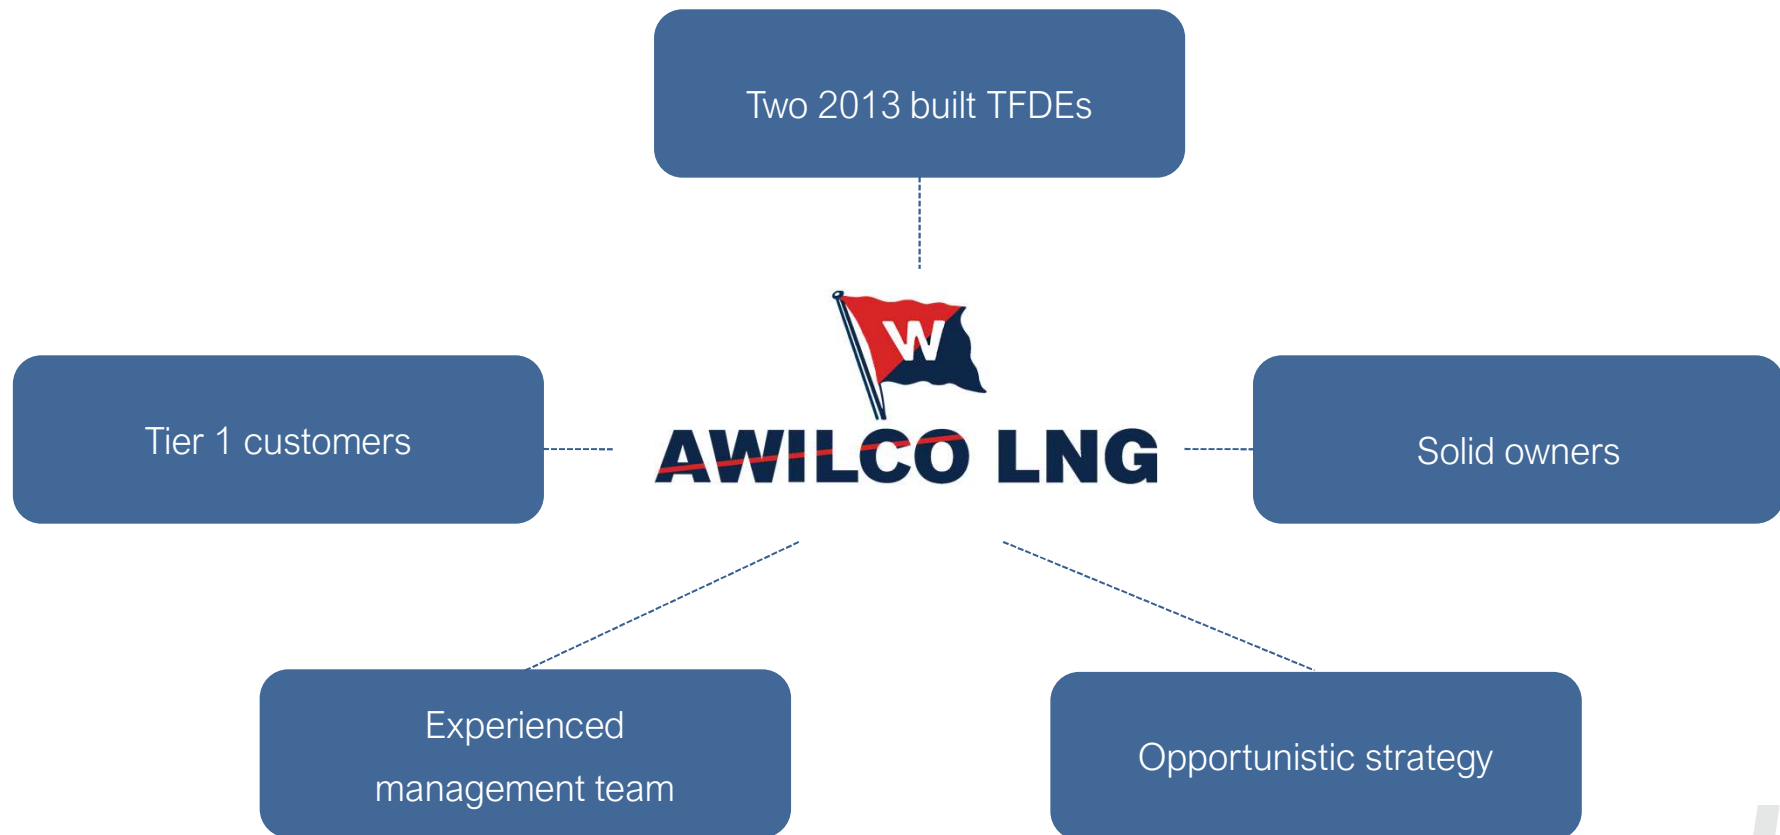 Two 2013 built TFDEs
W
AWILCO LNG
Tier 1 customers
Solid owners
Experienced
management team
Opportunistic strategy